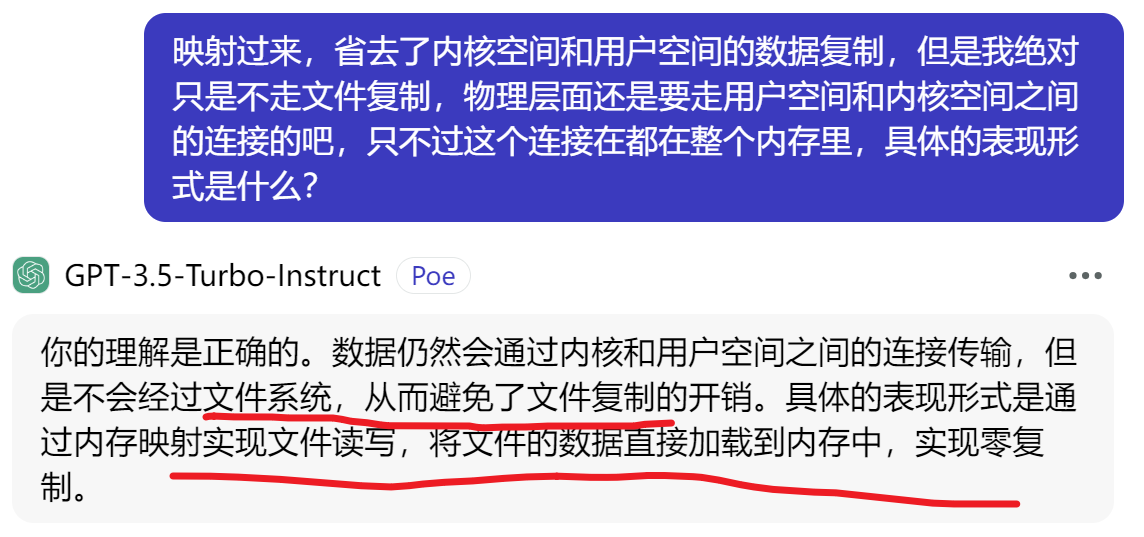 映射过来，省去了内核空间和用户空间的数据复制，但是我绝对
只是不走文件复制，物理层面还是要走用户空间和内核空间之间
的连接的吧，只不过这个连接在都在整个内存里，具体的表现形
式是什么？
GPT-3.5-Turbo-Instruct Poe
你的理解是正确的。数据仍然会通过内核和用户空间之间的连接传输，但
是不会经过文件系统，从而避免了文件复制的开销。具体的表现形式是通
过内存映射实现文件读写，将文件的数据直接加载到内存中，实现零复
制。